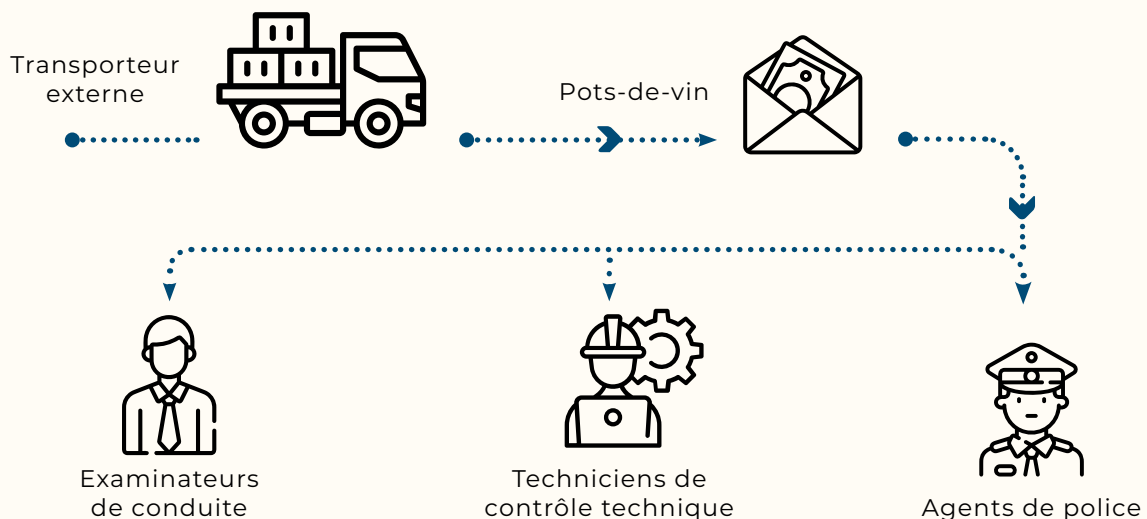 Transporteur
externe
Pots-de-vin
Examinateurs
de conduite
Techniciens de
contrôle technique
Agents de police